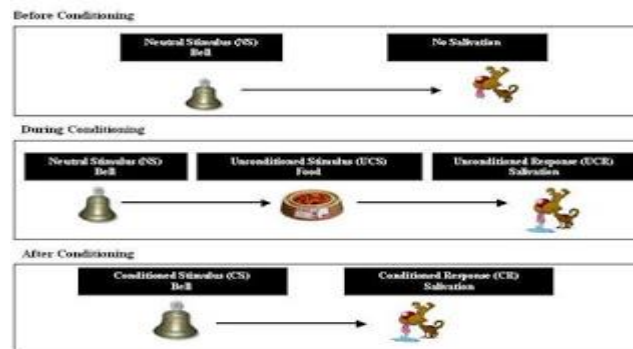 Before Conditioning
Neutral Stimulus (NS)
Bell
No Salivation
During Conditioning
Neutral Stimulus (NS)
Bell
Unconditioned Stimulus (UCS)
Food
Unconditioned Response (UCR)
Salivation
After Conditioning
Conditioned Stimulus (CS)
Bell
Conditioned Response (CR)
Salivation